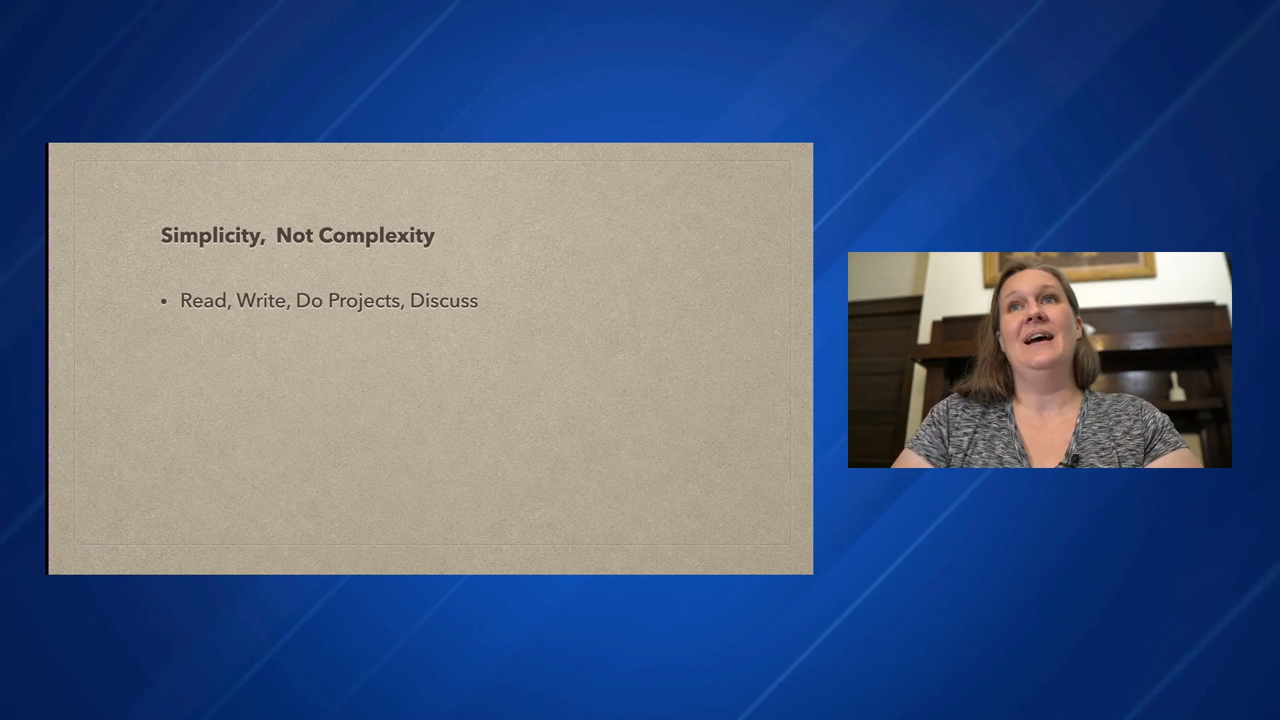 Simplicity,  Not Complexity
• Read, Write, Do Projects, Discuss